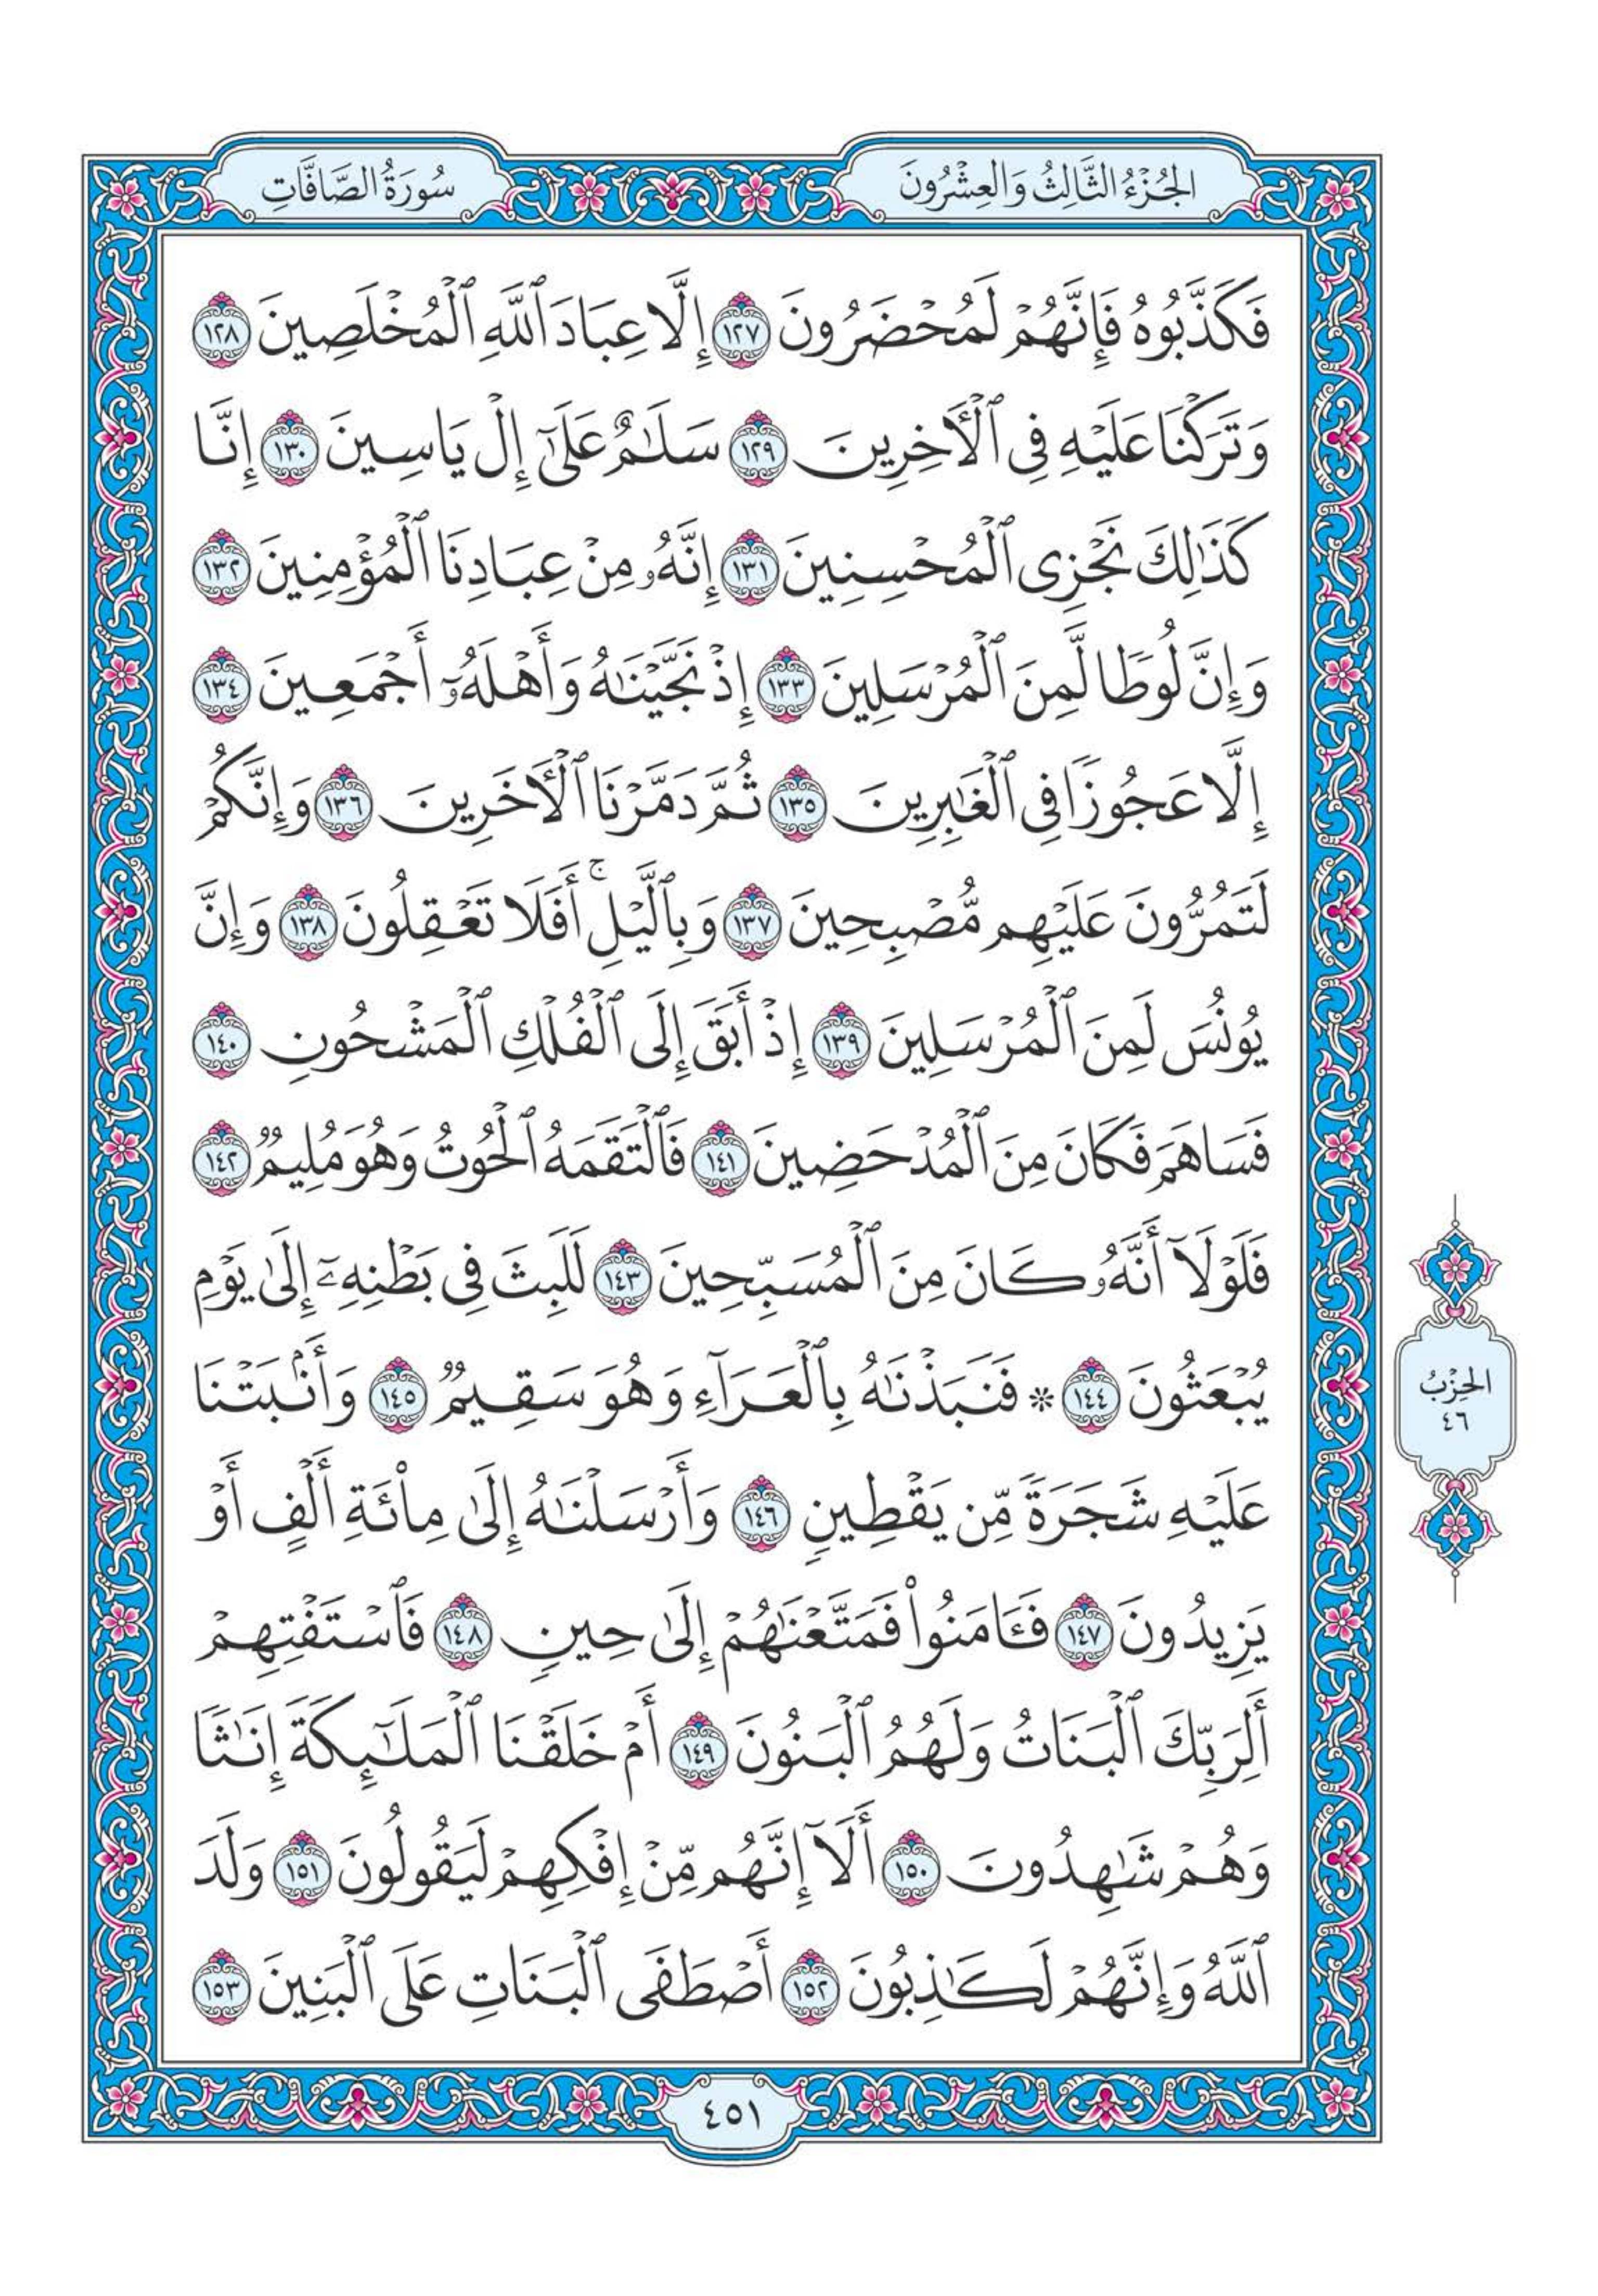 الجُزْءُ الثَّالِثُ وَالعِشْرُونَ
سُورَةُ الصَّافَّاتِ
فَكَذَّبُوهُ فَإِنَّهُمْ لَمُحْضَرُونَ ١٢٧ إِلَّا عِبَادَ ٱللَّهِ ٱلْمُخْلَصِينَ ١٢٨
وَتَرَكْنَا عَلَيْهِ فِي ٱلْأَخِرِينَ ١٢٩ سَلَٰمٌ عَلَىٰٓ إِلْ يَاسِينَ ١٣٠ إِنَّا
كَذَٰلِكَ نَجْزِي ٱلْمُحْسِنِينَ ١٣١ إِنَّهُۥ مِنْ عِبَادِنَا ٱلْمُؤْمِنِينَ ١٣٢
وَإِنَّ لُوطًا لَّمِنَ ٱلْمُرْسَلِينَ ١٣٣ إِذْ نَجَّيْنَٰهُ وَأَهْلَهُۥٓ أَجْمَعِينَ ١٣٤
إِلَّا عَجُوزًا فِي ٱلْغَٰبِرِينَ ١٣٥ ثُمَّ دَمَّرْنَا ٱلْأَخَرِينَ ١٣٦ وَإِنَّكُمْ
لَتَمُرُّونَ عَلَيْهِم مُّصْبِحِينَ ١٣٧ وَبِٱلَّيْلِۚ أَفَلَا تَعْقِلُونَ ١٣٨ وَإِنَّ
يُونُسَ لَمِنَ ٱلْمُرْسَلِينَ ١٣٩ إِذْ أَبَقَ إِلَى ٱلْفُلْكِ ٱلْمَشْحُونِ ١٤٠
فَسَاهَمَ فَكَانَ مِنَ ٱلْمُدْحَضِينَ ١٤١ فَٱلْتَقَمَهُ ٱلْحُوتُ وَهُوَ مُلِيمٌ ١٤٢
فَلَوْلَآ أَنَّهُۥ كَانَ مِنَ ٱلْمُسَبِّحِينَ ١٤٣ لَلَبِثَ فِي بَطْنِهِۦٓ إِلَىٰ يَوْمِ
يُبْعَثُونَ ١٤٤ * فَنَبَذْنَٰهُ بِٱلْعَرَآءِ وَهُوَ سَقِيمٌ ١٤٥ وَأَنۢبَتْنَا
عَلَيْهِ شَجَرَةً مِّن يَقْطِينٍ ١٤٦ وَأَرْسَلْنَٰهُ إِلَىٰ مِا۟ئَةِ أَلْفٍ أَوْ
يَزِيدُونَ ١٤٧ فَـَٔامَنُوا۟ فَمَتَّعْنَٰهُمْ إِلَىٰ حِينٍ ١٤٨ فَٱسْتَفْتِهِمْ
أَلِرَبِّكَ ٱلْبَنَاتُ وَلَهُمُ ٱلْبَنُونَ ١٤٩ أَمْ خَلَقْنَا ٱلْمَلَٰٓئِكَةَ إِنَٰثًا
وَهُمْ شَٰهِدُونَ ١٥٠ أَلَآ إِنَّهُم مِّنْ إِفْكِهِمْ لَيَقُولُونَ ١٥١ وَلَدَ
ٱللَّهُ وَإِنَّهُمْ لَكَٰذِبُونَ ١٥٢ أَصْطَفَى ٱلْبَنَاتِ عَلَى ٱلْبَنِينَ ١٥٣
الحِزْبُ
٤٦
٤٥١